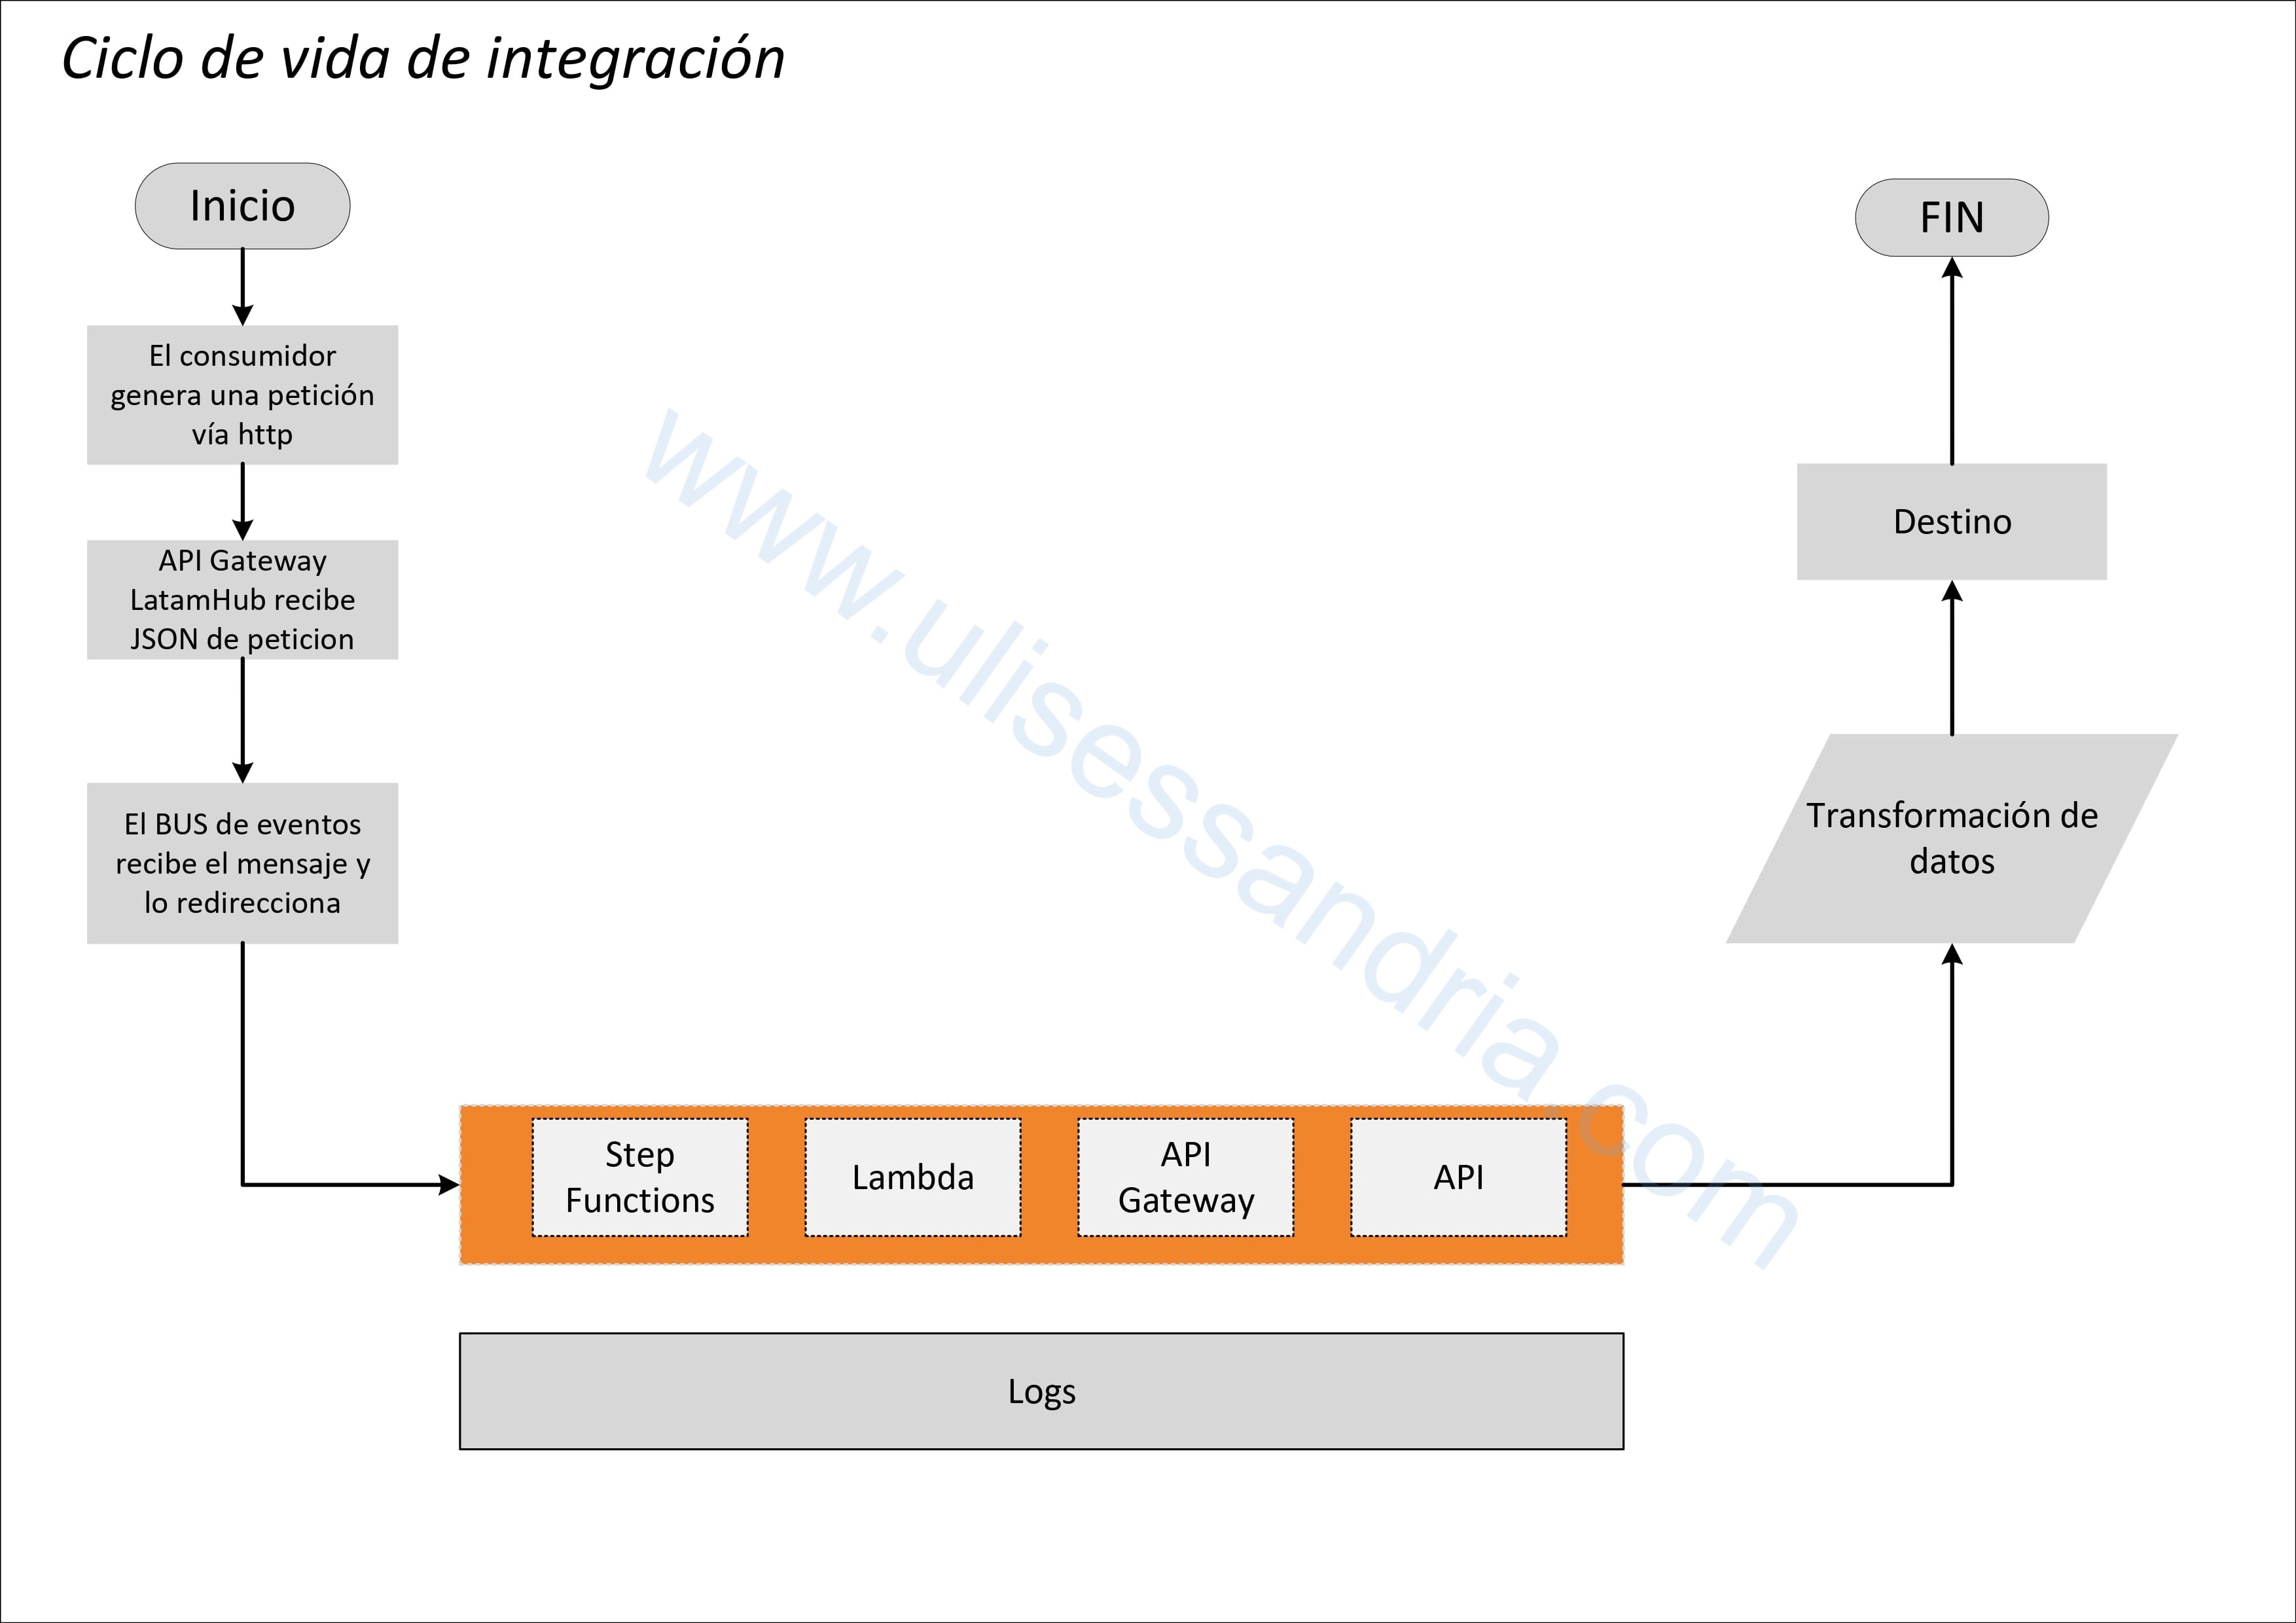 Ciclo de vida de integración
Inicio
El consumidor
genera una petición
vía http
API Gateway
LatamHub recibe
JSON de peticion
El BUS de eventos
recibe el mensaje y
lo redirecciona
Step
Functions
Lambda
API
Gateway
API
Logs
Transformación de
datos
Destino
FIN
www.ulisessandria.com